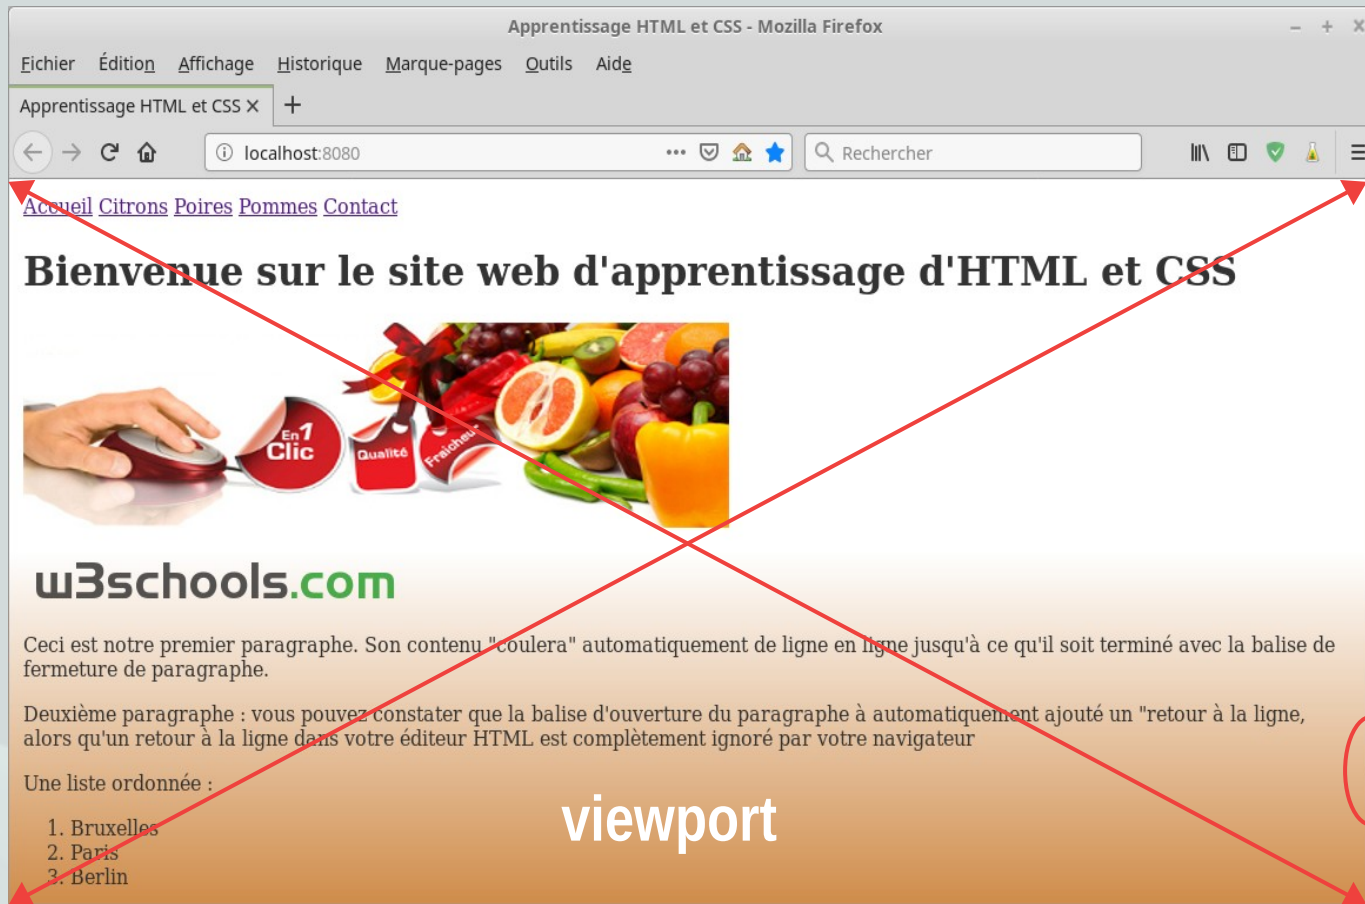 Apprentissage HTML et CSS - Mozilla Firefox
Fichier Édition Affichage Historique Marque-pages Outils Aide
Apprentissage HTML et CSS
localhost:8080
Rechercher
Accueil Citrons Poires Pommes Contact
Bienvenue sur le site web d'apprentissage d'HTML et CSS
En 1
Clic
Qualité
Fraîcheur
w3schools.com
Ceci est notre premier paragraphe. Son contenu "coulera" automatiquement de ligne en ligne jusqu'à ce qu'il soit terminé avec la balise de
fermeture de paragraphe.
Deuxième paragraphe : vous pouvez constater que la balise d'ouverture du paragraphe à automatiquement ajouté un "retour à la ligne,
alors qu'un retour à la ligne dans votre éditeur HTML est complètement ignoré par votre navigateur
Une liste ordonnée :
viewport
1. Bruxelles
2. Paris
3. Berlin